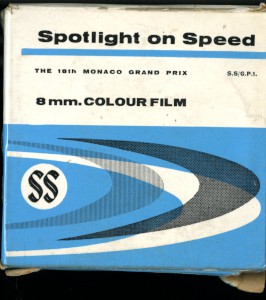 Spotlight on Speed
THE 16th MONACO GRAND PRIX S.S/G.P.1.
8 mm. COLOUR FILM
SS